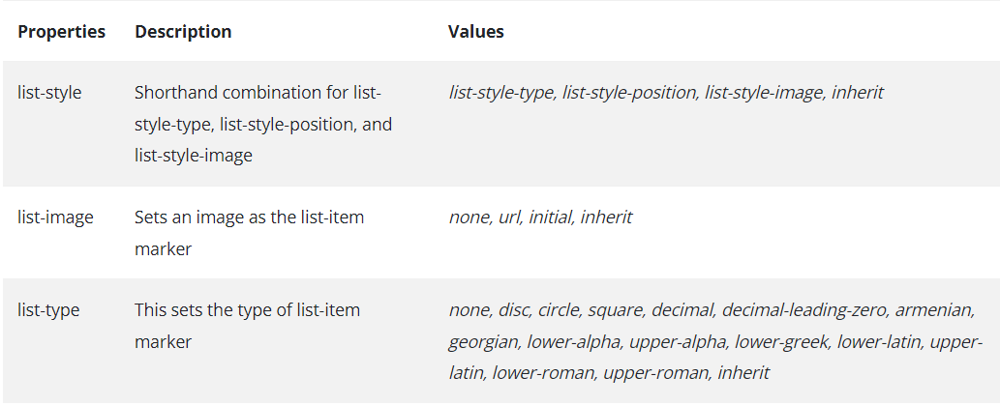 Properties Description Values
list-style Shorthand combination for list- list-style-type, list-style-position, list-style-image, inherit
style-type, list-style-position, and
list-style-image
list-image Sets an image as the list-item none, url, initial, inherit
marker
list-type This sets the type of list-item none, disc, circle, square, decimal, decimal-leading-zero, armenian,
marker georgian, lower-alpha, upper-alpha, lower-greek, lower-latin, upper-
latin, lower-roman, upper-roman, inherit